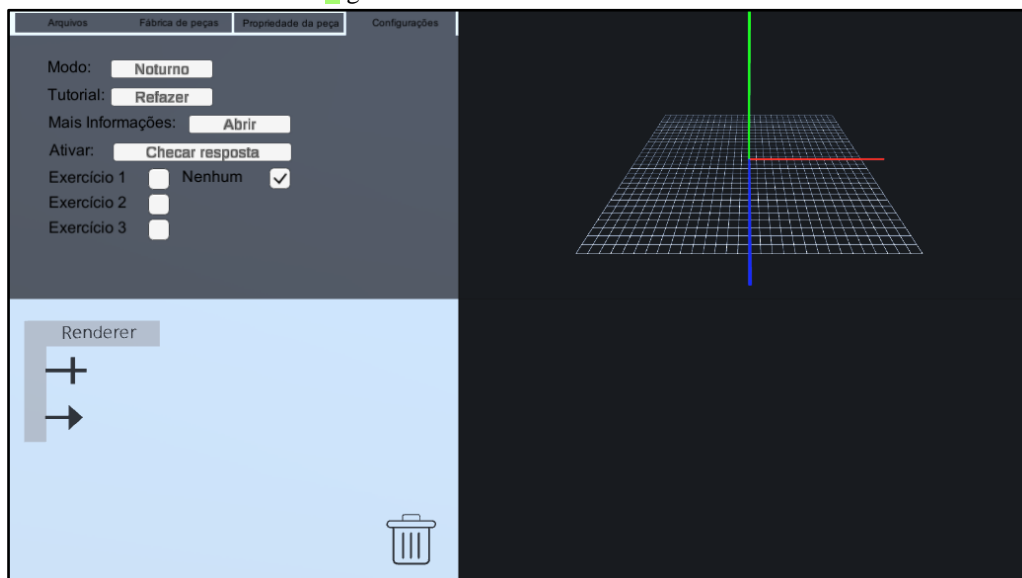 Arquivos Fábrica de peças Propriedade da peça Configurações
Modo: Noturno
Tutorial: Refazer
Mais Informações: Abrir
Ativar: Checar resposta
Exercício 1 Nenhum
Exercício 2
Exercício 3
Renderer